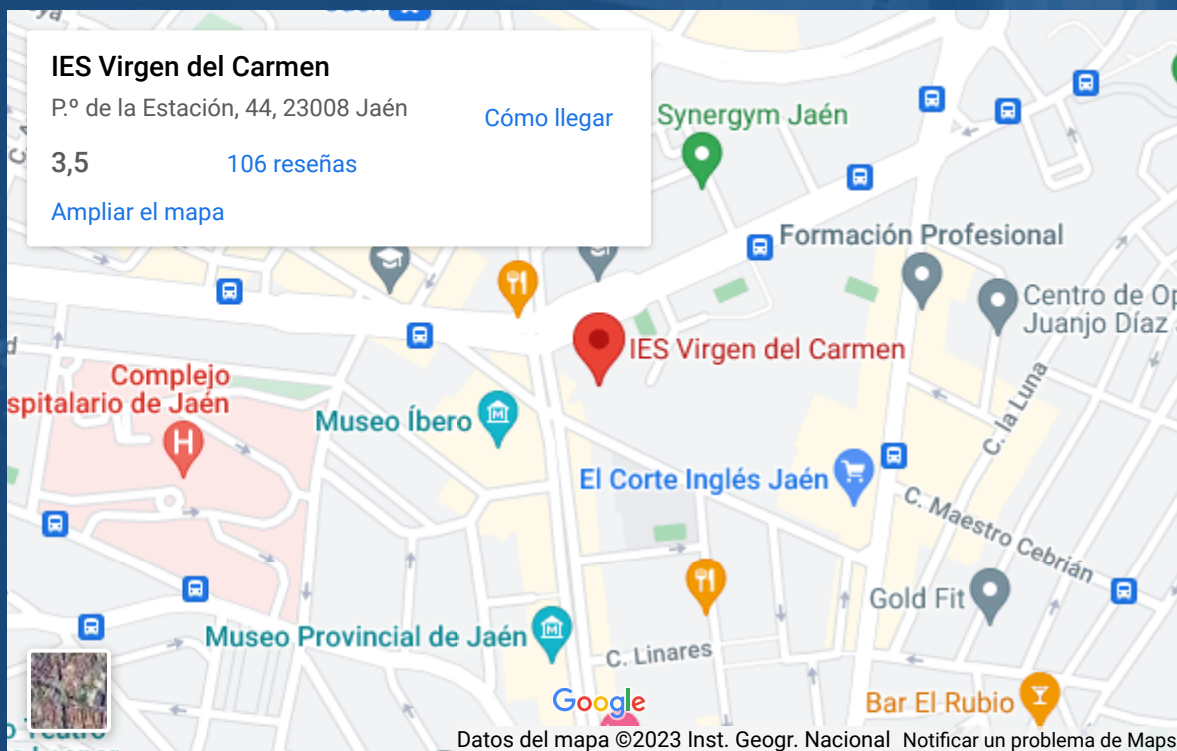 IES Virgen del Carmen
P.º de la Estación, 44, 23008 Jaén
Cómo llegar
3,5
106 reseñas
Ampliar el mapa
Synergym Jaén
Formación Profesional
Centro de Op
Juanjo Díaz
IES Virgen del Carmen
Complejo
spitalario de Jaén
H
Museo Íbero
C. la Luna
El Corte Inglés Jaén
C. Maestro Cebrián
Gold Fit
Museo Provincial de Jaén
C. Linares
Bar El Rubio
Google
Datos del mapa ©2023 Inst. Geogr. Nacional
Notificar un problema de Maps